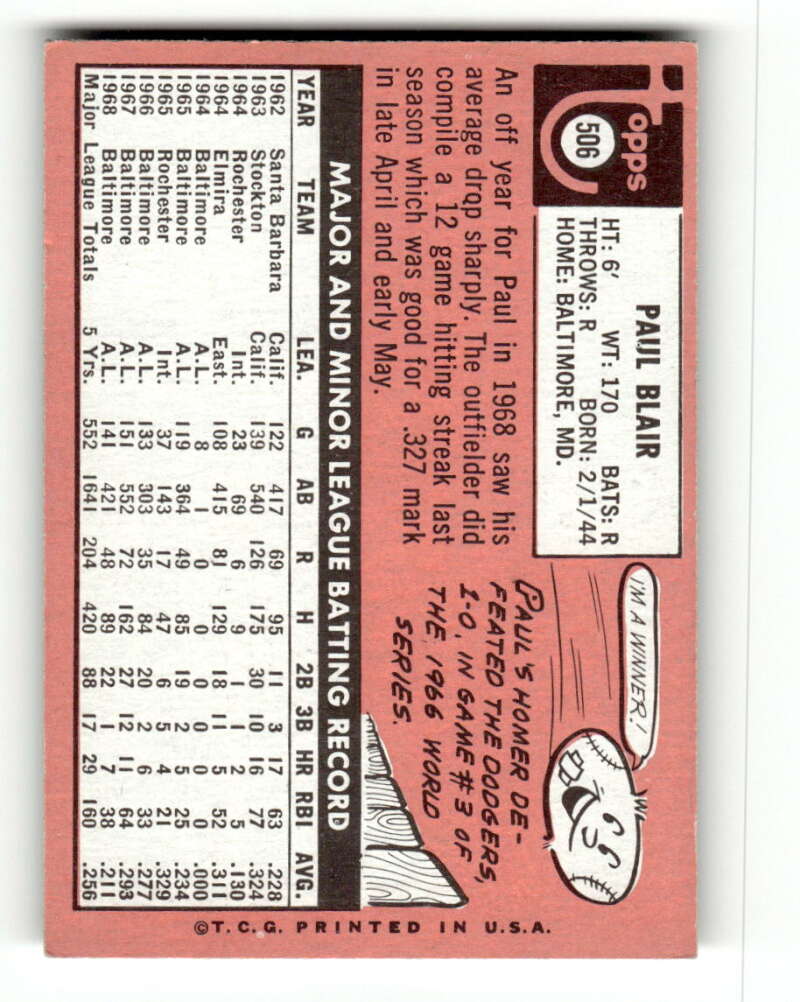 Topps
506
PAUL BLAIR
HT: 6' WT: 170 BATS: R
THROWS: R BORN: 2/1/44
HOME: BALTIMORE, MD.
An off year for Paul in 1968 saw his
average drop sharply. The outfielder did
compile a 12 game hitting streak last
season which was good for a .327 mark
in late April and early May.
I'M A WINNER!
PAUL'S HOMER DE-
FEATED THE DODGERS,
1-0, IN GAME #3 OF
THE 1966 WORLD
SERIES.
MAJOR AND MINOR LEAGUE BATTING RECORD
YEAR TEAM LEA. G AB R H 2B 3B HR RBI AVG.
1962 Santa Barbara Calif. 122 417 69 95 11 3 17 63 .228
1963 Stockton Calif. 139 540 126 175 30 10 16 77 .324
1964 Rochester Int. 23 69 6 9 1 1 2 5 .130
1964 Elmira East. 108 415 81 129 18 11 5 52 .311
1964 Baltimore A.L. 8 1 0 0 0 0 0 0 .000
1965 Baltimore A.L. 119 364 49 85 19 2 5 25 .234
1965 Rochester Int. 37 143 17 47 6 5 4 21 .329
1966 Baltimore A.L. 133 303 35 84 20 2 6 33 .277
1967 Baltimore A.L. 151 552 72 162 27 12 11 64 .293
1968 Baltimore A.L. 141 421 48 89 22 1 7 38 .211
Major League Totals 5 Yrs. 552 1641 204 420 88 17 29 160 .256
©T.C.G. PRINTED IN U.S.A.